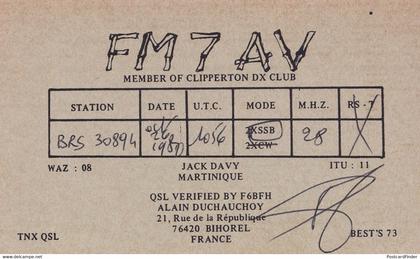 FM7AV
MEMBER OF CLIPPERTON DX CLUB
STATION DATE U.T.C. MODE M.H.Z. RS - T
BRS 30894 1980 1056 2XSSB 28
2XCW
WAZ : 08 JACK DAVY ITU : 11
MARTINIQUE
QSL VERIFIED BY F6BFH
ALAIN DUCHAUCHOY
21, Rue de la République
76420 BIHOREL
TNX QSL FRANCE BEST'S 73